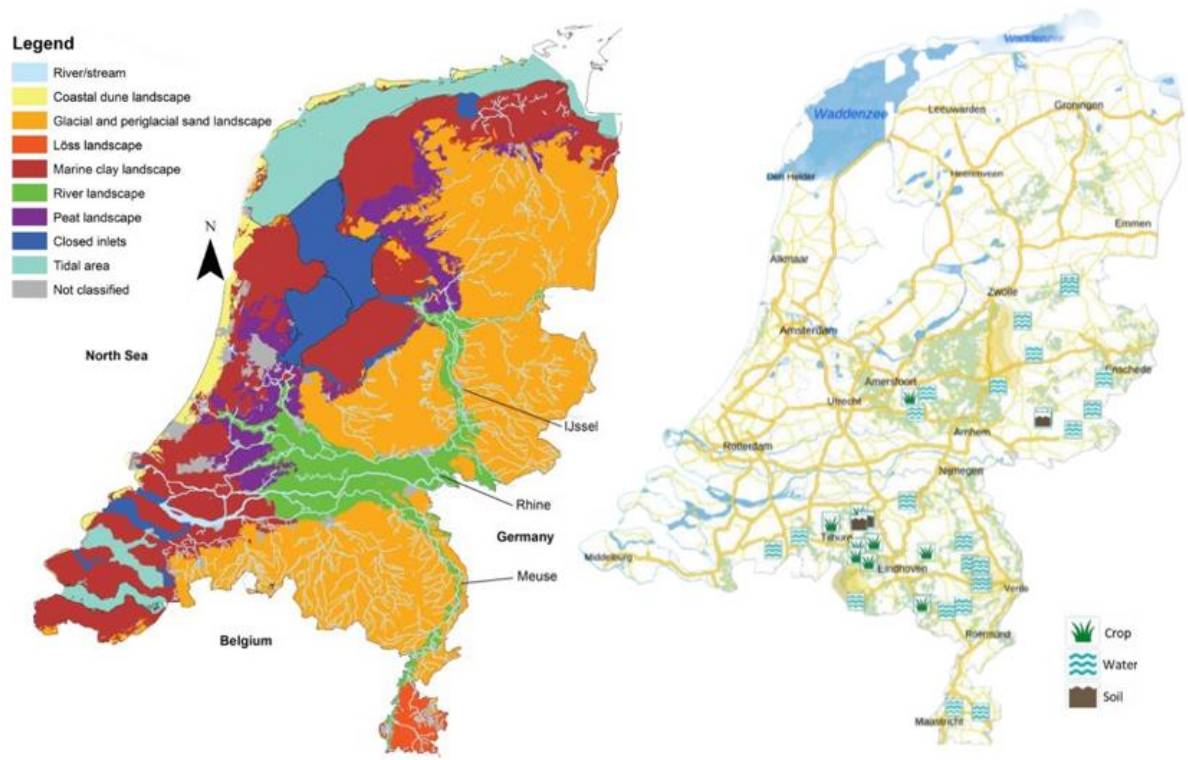 Legend
River/stream
Coastal dune landscape
Glacial and periglacial sand landscape
Löss landscape
Marine clay landscape
River landscape
Peat landscape
Closed inlets
Tidal area
Not classified
N
North Sea
IJssel
Rhine
Germany
Meuse
Belgium
Waddenzee
Waddenzee
Leeuwarden
Groningen
Den Helder
Heerenveen
Emmen
Alkmaar
Zwolle
Amsterdam
Enschede
Amersfoort
Utrecht
Arnhem
Rotterdam
Nijmegen
Tilburg
Middelburg
Eindhoven
Venlo
Roermond
Maastricht
Crop
Water
Soil